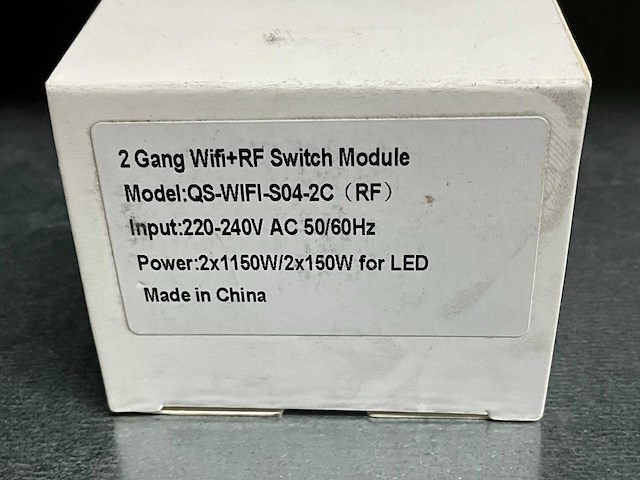 2 Gang Wifi+RF Switch Module
Model:QS-WIFI-S04-2C（RF）
Input:220-240V AC 50/60Hz
Power:2x1150W/2x150W for LED
Made in China